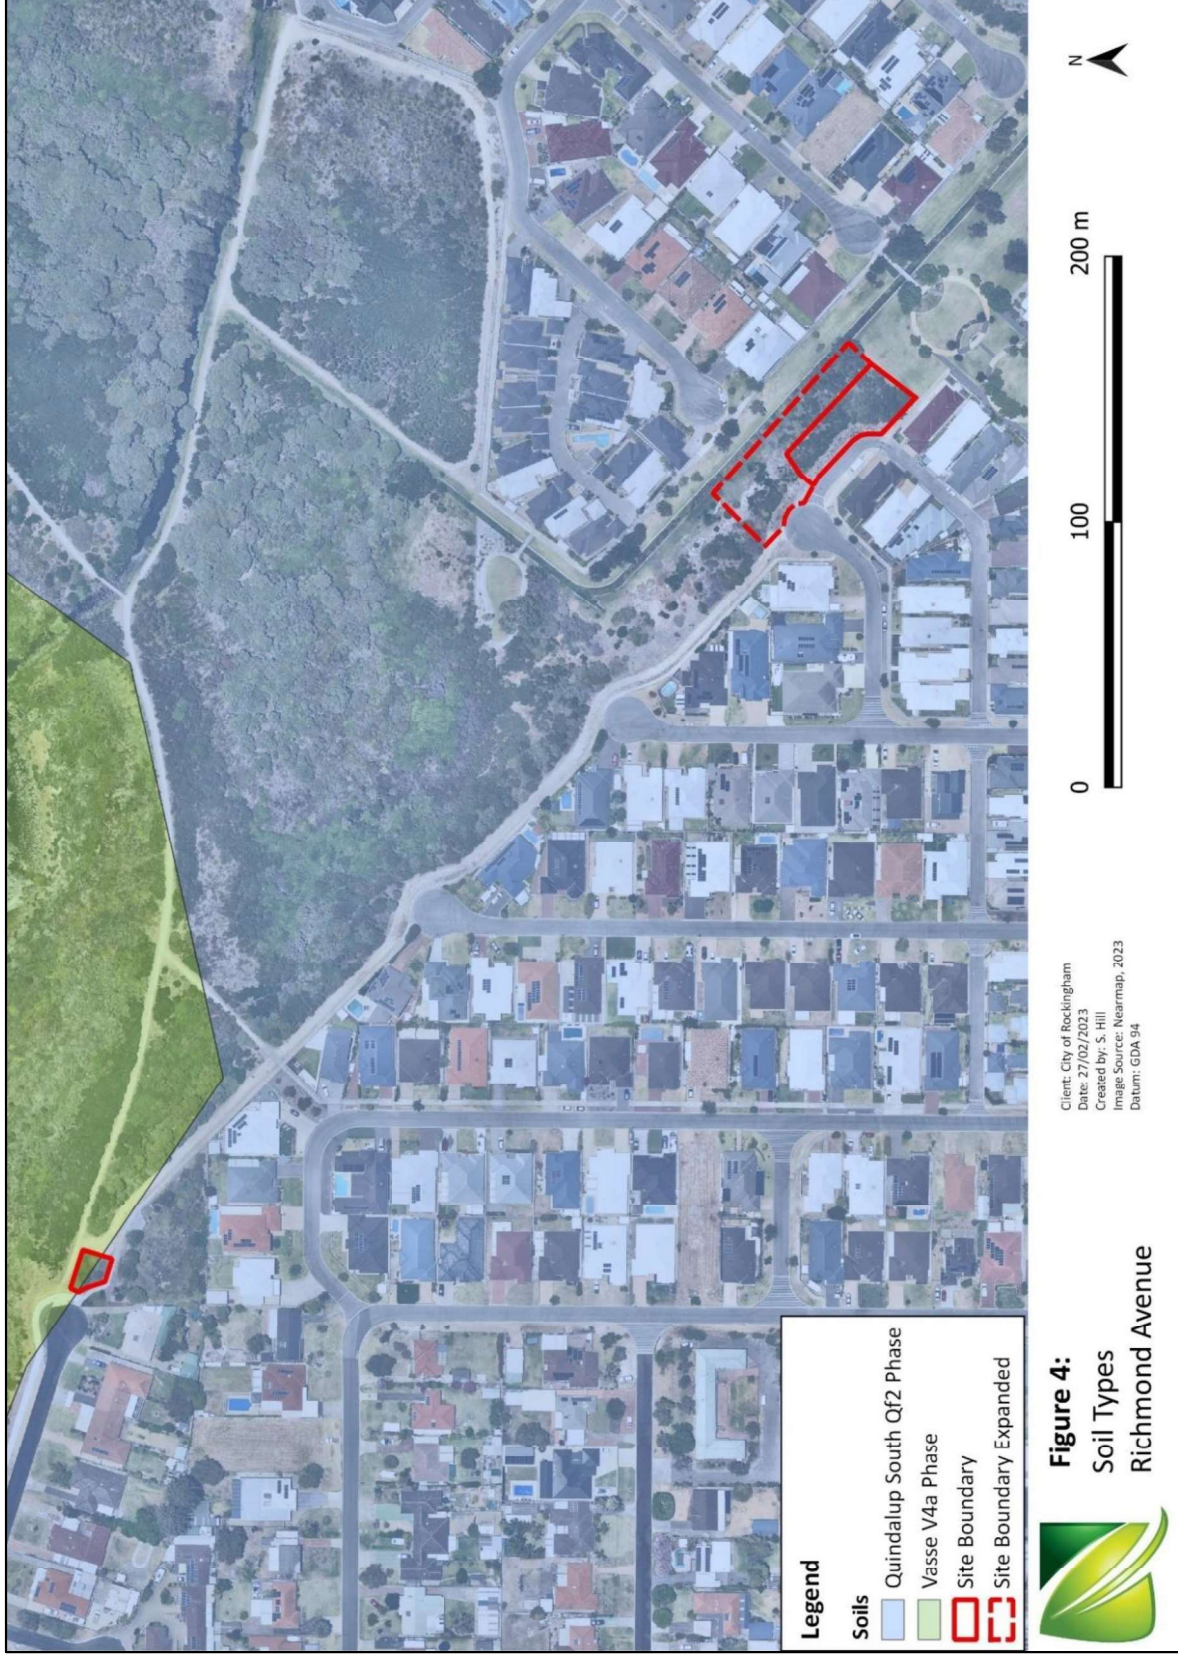 Legend
Soils
Quindalup South Qf2 Phase
Vasse V4a Phase
Site Boundary
Site Boundary Expanded
Figure 4:
Soil Types
Richmond Avenue
Client: City of Rockingham
Date: 27/02/2023
Created by: S. Hill
Image Source: Nearmap, 2023
Datum: GDA 94
0 100 200 m
N